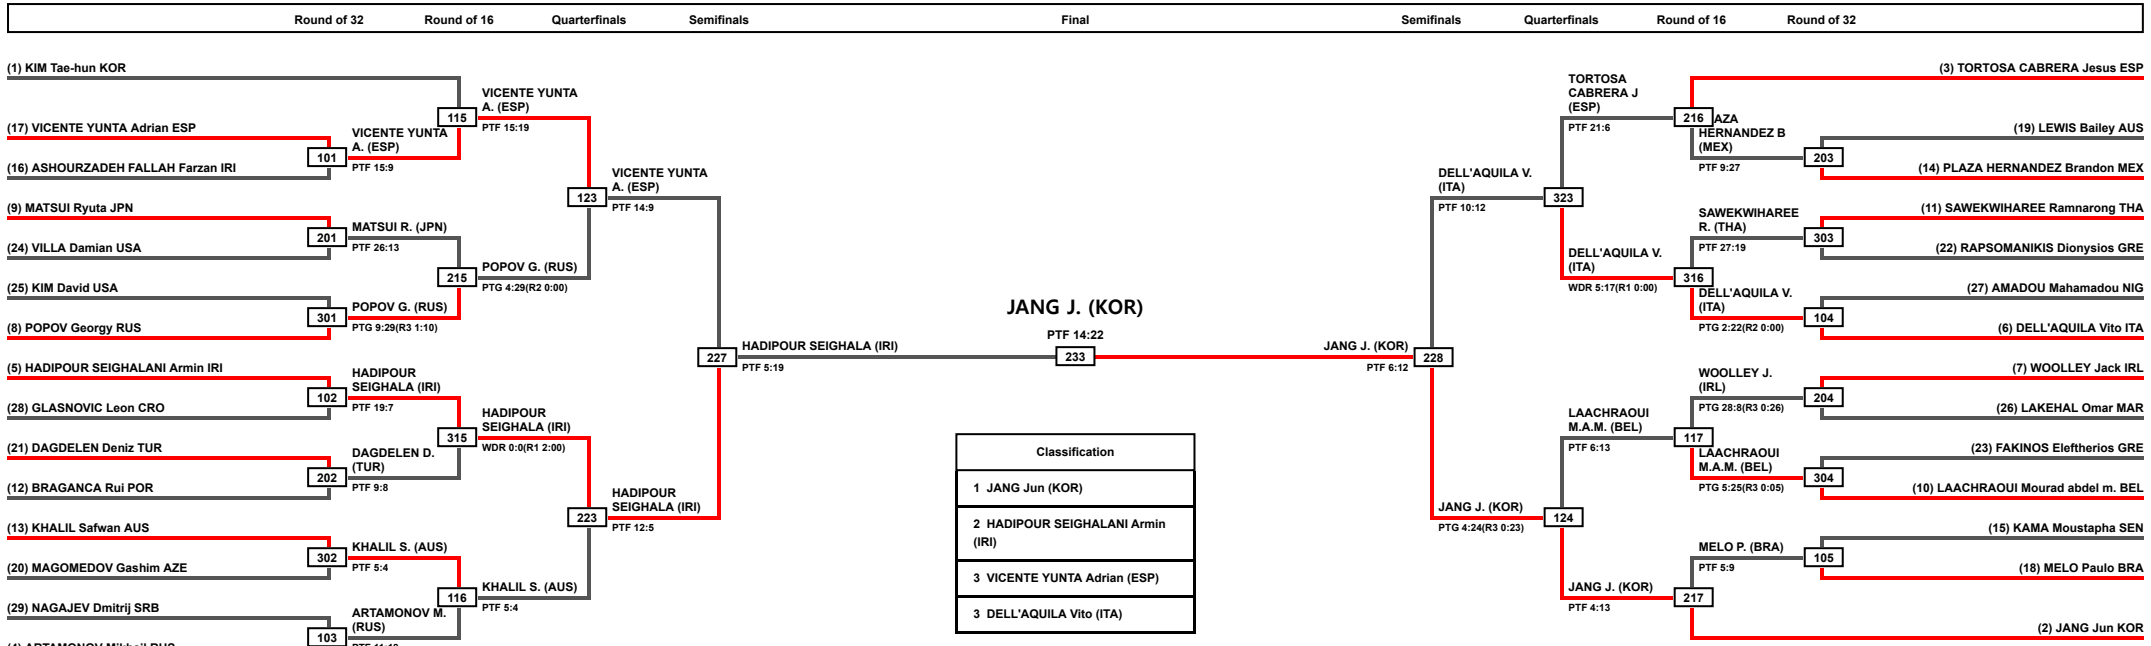 Round of 32
Round of 16
Quarterfinals
Semifinals
Final
Semifinals
Quarterfinals
Round of 16
Round of 32
(1) KIM Tae-hun KOR
(17) VICENTE YUNTA Adrian ESP
(16) ASHOURZADEH FALLAH Farzan IRI
(9) MATSUI Ryuta JPN
(24) VILLA Damian USA
(25) KIM David USA
(8) POPOV Georgy RUS
(5) HADIPOUR SEIGHALANI Armin IRI
(28) GLASNOVIC Leon CRO
(21) DAGDELEN Deniz TUR
(12) BRAGANCA Rui POR
(13) KHALIL Safwan AUS
(20) MAGOMEDOV Gashim AZE
(29) NAGAJEV Dmitrij SRB
101
VICENTE YUNTA
A. (ESP)
PTF 15:9
201
MATSUI R. (JPN)
PTF 26:13
301
POPOV G. (RUS)
PTG 9:29(R3 1:10)
102
HADIPOUR
SEIGHALA (IRI)
PTF 19:7
202
DAGDELEN D.
(TUR)
PTF 9:8
302
KHALIL S. (AUS)
PTF 5:4
103
ARTAMONOV M.
(RUS)
115
VICENTE YUNTA
A. (ESP)
PTF 15:19
215
POPOV G. (RUS)
PTG 4:29(R2 0:00)
315
HADIPOUR
SEIGHALA (IRI)
WDR 0:0(R1 2:00)
116
KHALIL S. (AUS)
PTF 5:4
123
VICENTE YUNTA
A. (ESP)
PTF 14:9
223
HADIPOUR
SEIGHALA (IRI)
PTF 12:5
227
HADIPOUR SEIGHALA (IRI)
PTF 5:19
JANG J. (KOR)
PTF 14:22
233
Classification
1 JANG Jun (KOR)
2 HADIPOUR SEIGHALANI Armin
(IRI)
3 VICENTE YUNTA Adrian (ESP)
3 DELL'AQUILA Vito (ITA)
JANG J. (KOR)
PTF 6:12
228
DELL'AQUILA V.
(ITA)
PTF 10:12
323
JANG J. (KOR)
PTG 4:24(R3 0:23)
124
TORTOSA
CABRERA J
(ESP)
PTF 21:6
216
DELL'AQUILA V.
(ITA)
WDR 5:17(R1 0:00)
316
LAACHRAOUI
M.A.M. (BEL)
PTF 6:13
117
JANG J. (KOR)
PTF 4:13
217
AZA
HERNANDEZ B
(MEX)
PTF 9:27
203
SAWEKWIHAREE
R. (THA)
PTF 27:19
303
DELL'AQUILA V.
(ITA)
PTG 2:22(R2 0:00)
104
WOOLLEY J.
(IRL)
PTG 28:8(R3 0:26)
204
LAACHRAOUI
M.A.M. (BEL)
PTG 5:25(R3 0:05)
304
MELO P. (BRA)
PTF 5:9
105
(3) TORTOSA CABRERA Jesus ESP
(19) LEWIS Bailey AUS
(14) PLAZA HERNANDEZ Brandon MEX
(11) SAWEKWIHAREE Ramnarong THA
(22) RAPSOMANIKIS Dionysios GRE
(27) AMADOU Mahamadou NIG
(6) DELL'AQUILA Vito ITA
(7) WOOLLEY Jack IRL
(26) LAKEHAL Omar MAR
(23) FAKINOS Eleftherios GRE
(10) LAACHRAOUI Mourad abdel m. BEL
(15) KAMA Moustapha SEN
(18) MELO Paulo BRA
(2) JANG Jun KOR